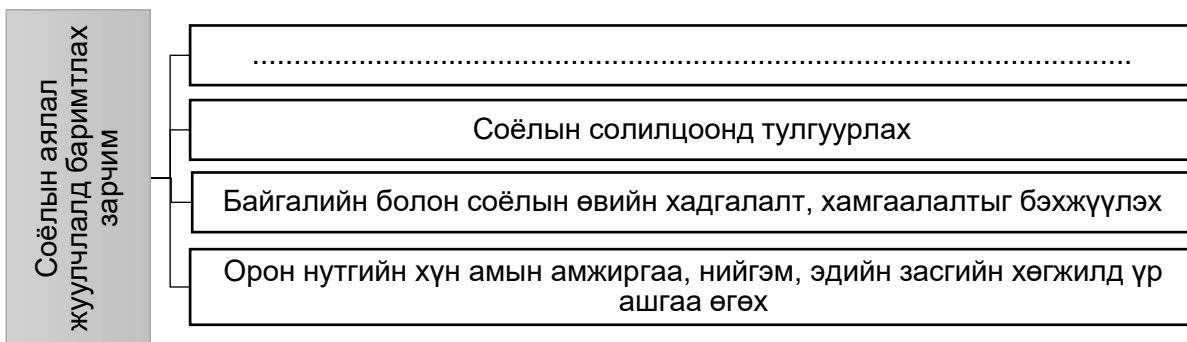 Соёлын аялал
жуулчлалд баримтлах
зарчим
..........................................................................................................
Соёлын солилцоонд тулгуурлах
Байгалийн болон соёлын өвийн хадгалалт, хамгаалалтыг бэхжүүлэх
Орон нутгийн хүн амын амжиргаа, нийгэм, эдийн засгийн хөгжилд үр
ашгаа өгөх